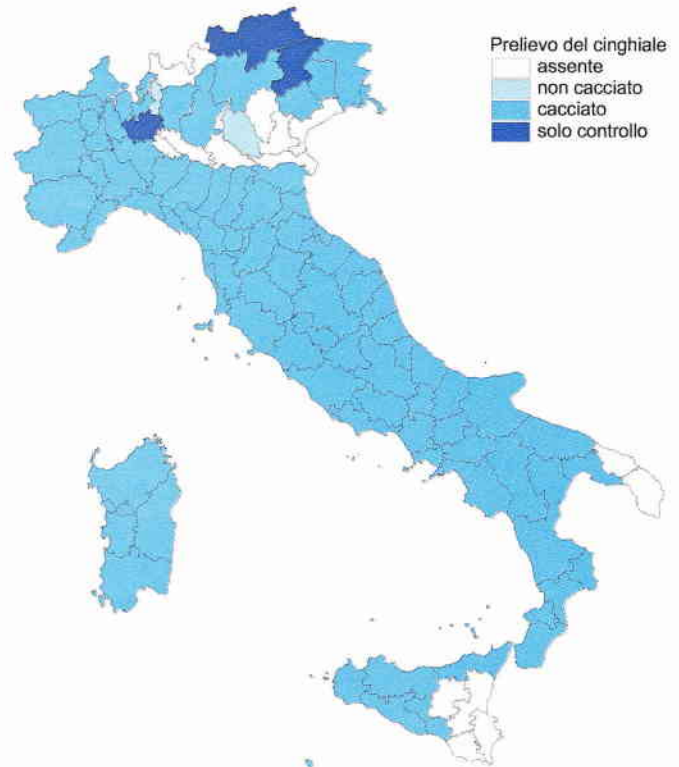 Prelievo del cinghiale
assente
non cacciato
cacciato
solo controllo